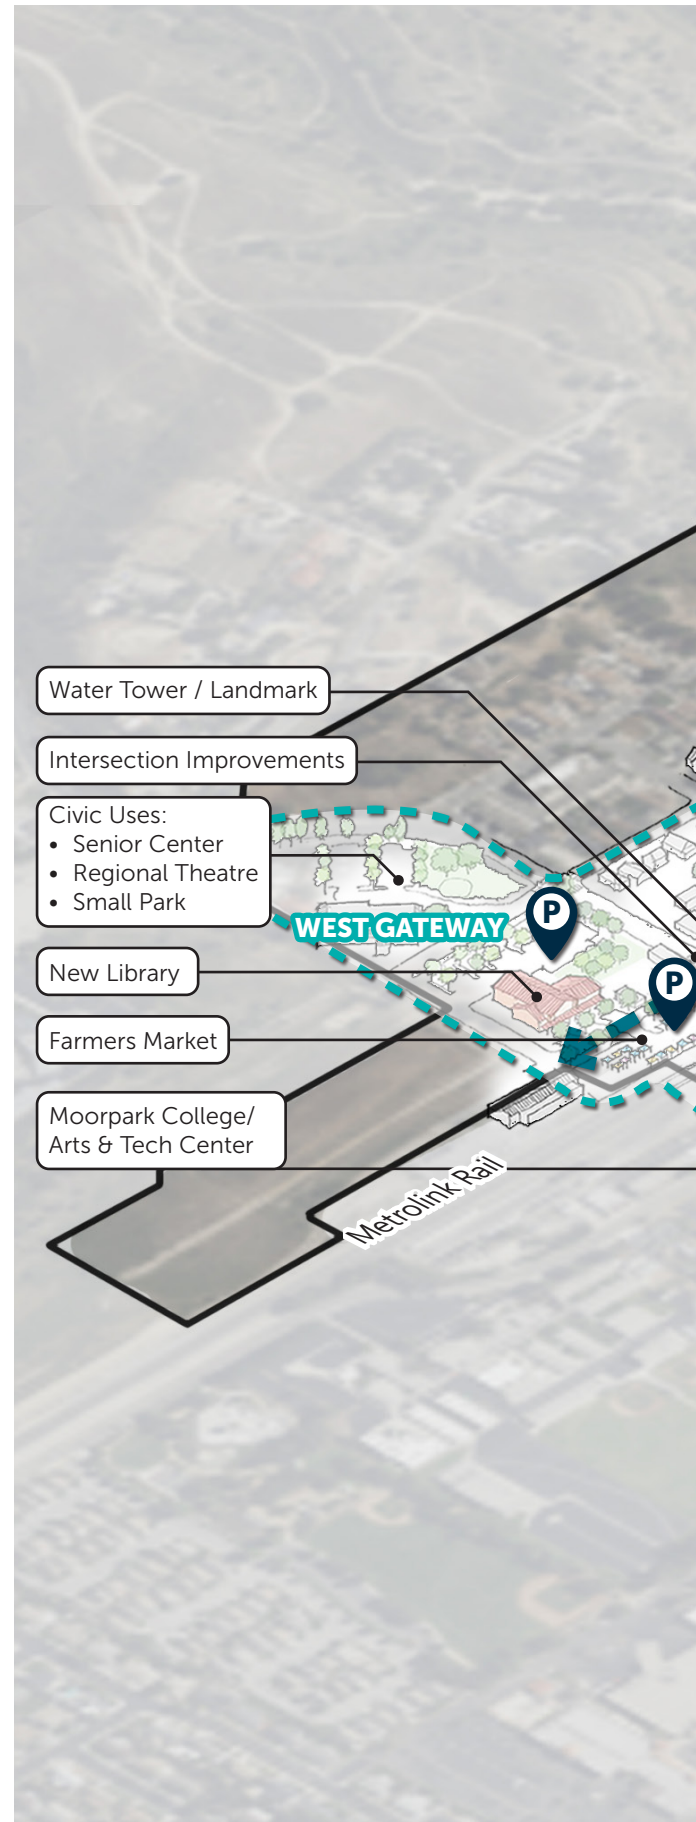 Water Tower / Landmark
Intersection Improvements
Civic Uses:
• Senior Center
• Regional Theatre
• Small Park
WEST GATEWAY
P
New Library
P
Farmers Market
Moorpark College/
Arts & Tech Center
Metrolink Rail